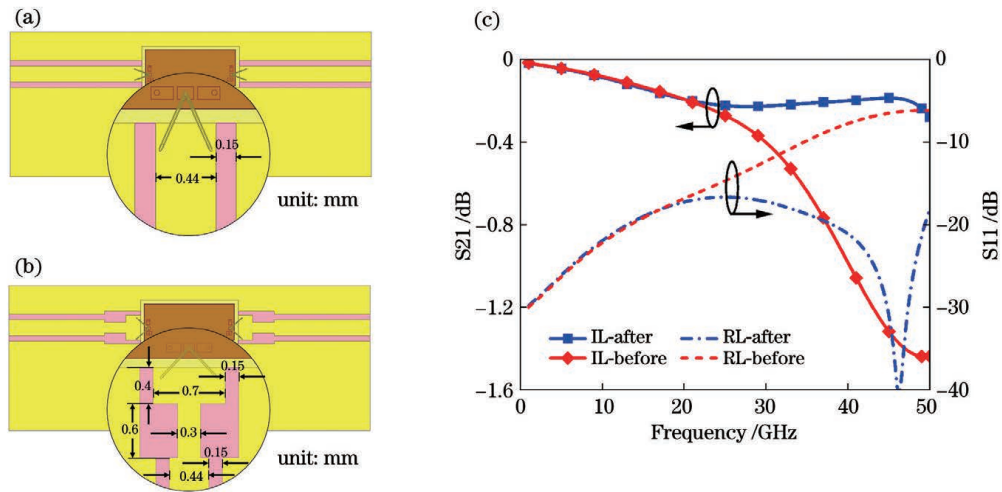 (a)
0.15
0.44
unit: mm
(b)
0.15
0.4
0.7
0.6
0.3
0.15
0.44
unit: mm
(c)
0
-0.4
-0.8
-1.2
-1.6
S21 /dB
0
-10
-20
-30
-40
S11 /dB
IL-after
RL-after
IL-before
RL-before
0 10 20 30 40 50
Frequency /GHz